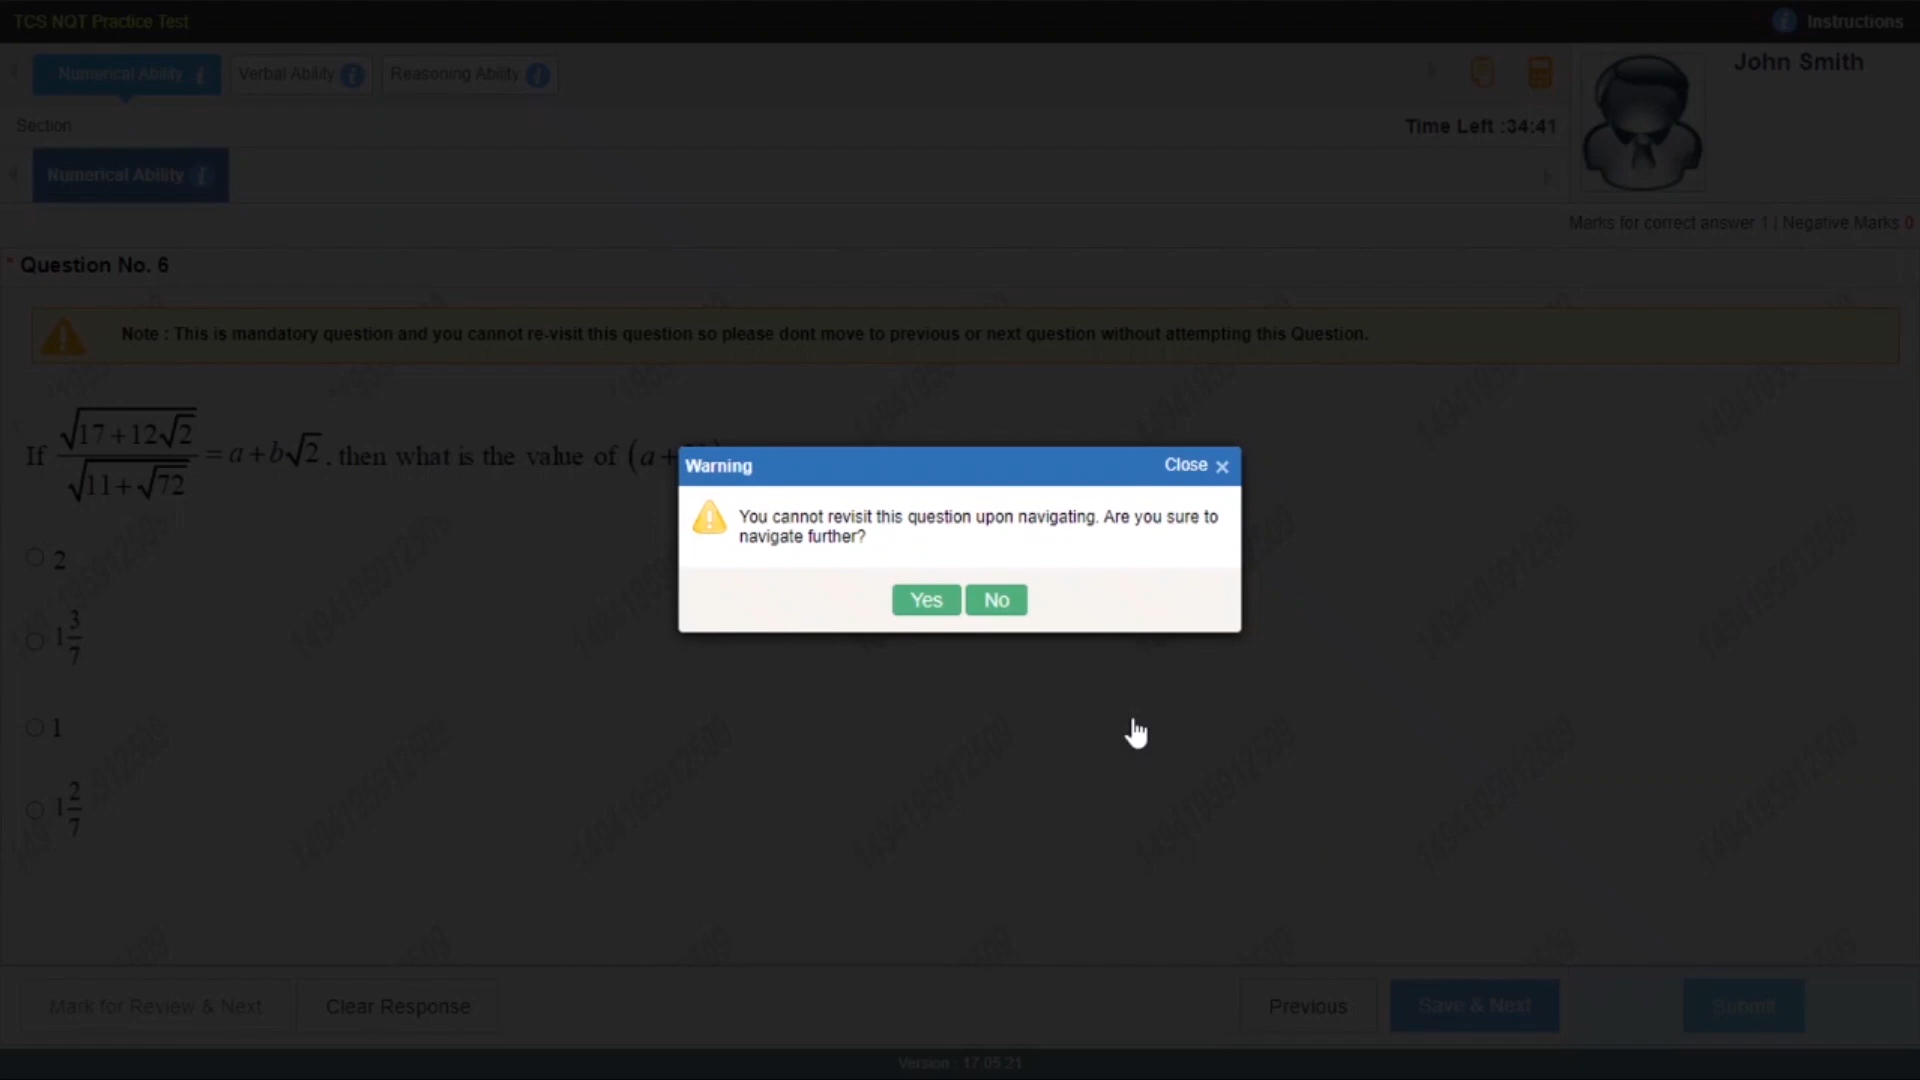 TCS NQT Practice Test
Instructions
Numerical Ability i
Verbal Ability i
Reasoning Ability i
John Smith
Section
Time Left :34:41
Numerical Ability i
Marks for correct answer 1 | Negative Marks 0
* Question No. 6
Note : This is mandatory question and you cannot re-visit this question so please dont move to previous or next question without attempting this Question.
If √(17+12√2) / √(11+√72) = a+b√2 , then what is the value of (a+
Warning
Close ×
You cannot revisit this question upon navigating. Are you sure to
navigate further?
Yes No
2
1 3/7
1
1 2/7
Mark for Review & Next
Clear Response
Previous
Save & Next
Submit
Version : 17.05.21